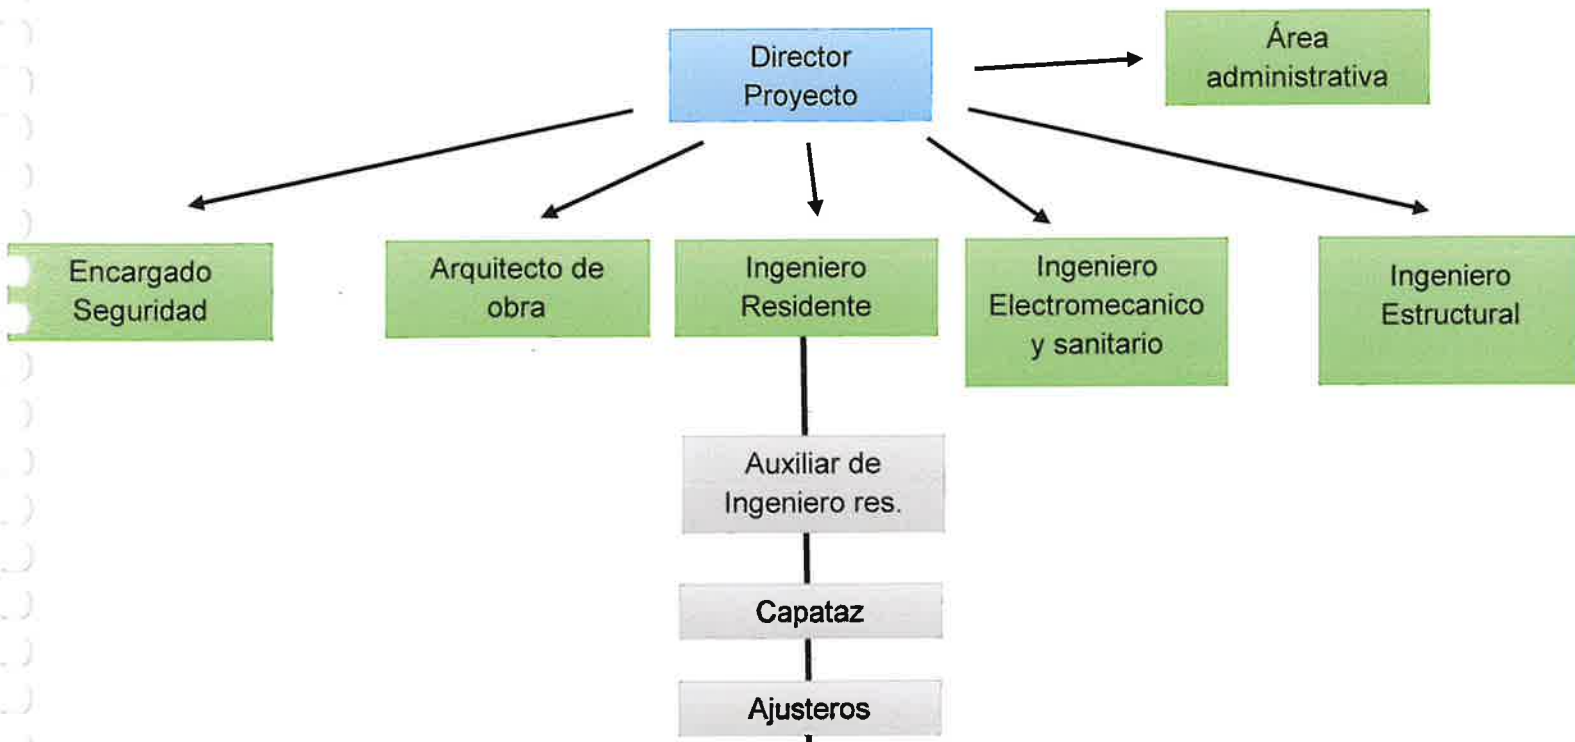 Director
Proyecto
Área
administrativa
Encargado
Seguridad
Arquitecto de
obra
Ingeniero
Residente
Ingeniero
Electromecanico
y sanitario
Ingeniero
Estructural
Auxiliar de
Ingeniero res.
Capataz
Ajusteros